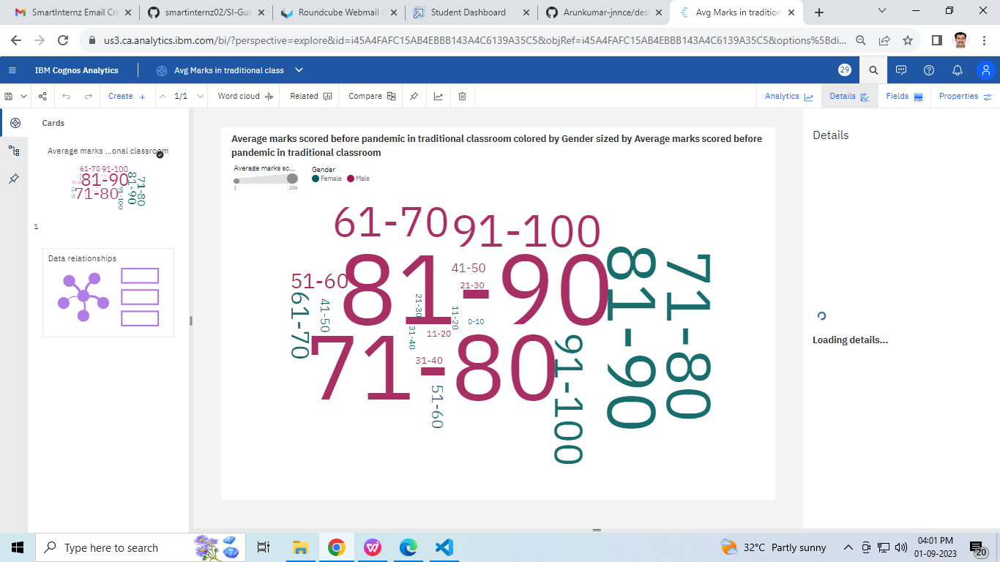 SmartInternz Email Cre
smartinternz02/SI-Gui
Roundcube Webmail :
Student Dashboard
Arunkumar-jnnce/desi
Avg Marks in tradition
us3.ca.analytics.ibm.com/bi/?perspective=explore&id=i45A4FAFC15AB4EBBB143A4C6139A35C5&objRef=i45A4FAFC15AB4EBBB143A4C6139A35C5&options%5Bdi...
IBM Cognos Analytics
Avg Marks in traditional class
29
Create +
1/1
Word cloud
Related
Compare
Analytics
Details
Fields
Properties
Cards
Average marks ...onal classroom
61-70 91-100
81-90
71-80
81-90
71-80
91-100
1
Data relationships
Average marks scored before pandemic in traditional classroom colored by Gender sized by Average marks scored before
pandemic in traditional classroom
Average marks sc...
1 206
Gender
Female Male
61-70
91-100
81-90
41-50
51-60
21-30
21-30
11-20
0-10
61-70
41-50
31-40
11-20
71-80
31-40
51-60
91-100
81-90
71-80
Details
Loading details...
Type here to search
32°C Partly sunny
04:01 PM
01-09-2023
20